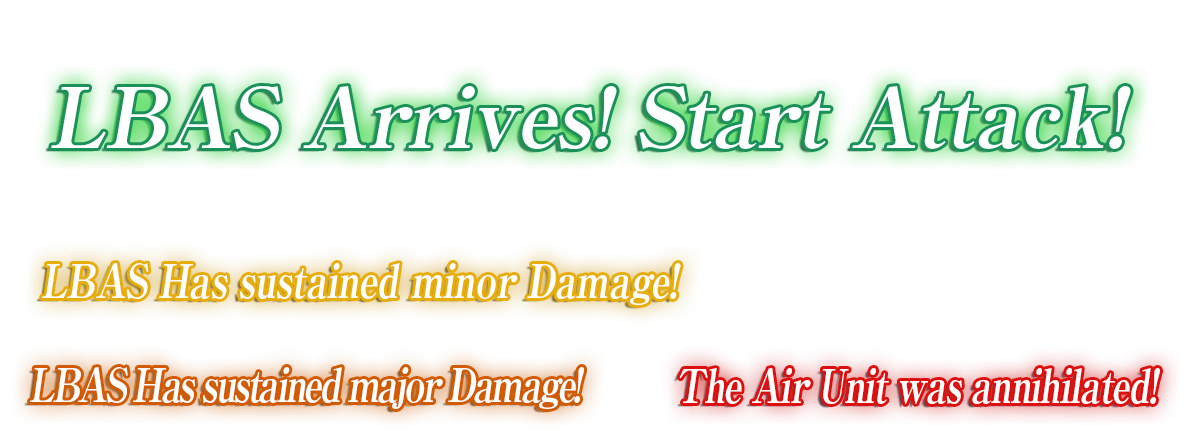 LBAS Arrives! Start Attack!
LBAS Has sustained minor Damage!
LBAS Has sustained major Damage!
The Air Unit was annihilated!